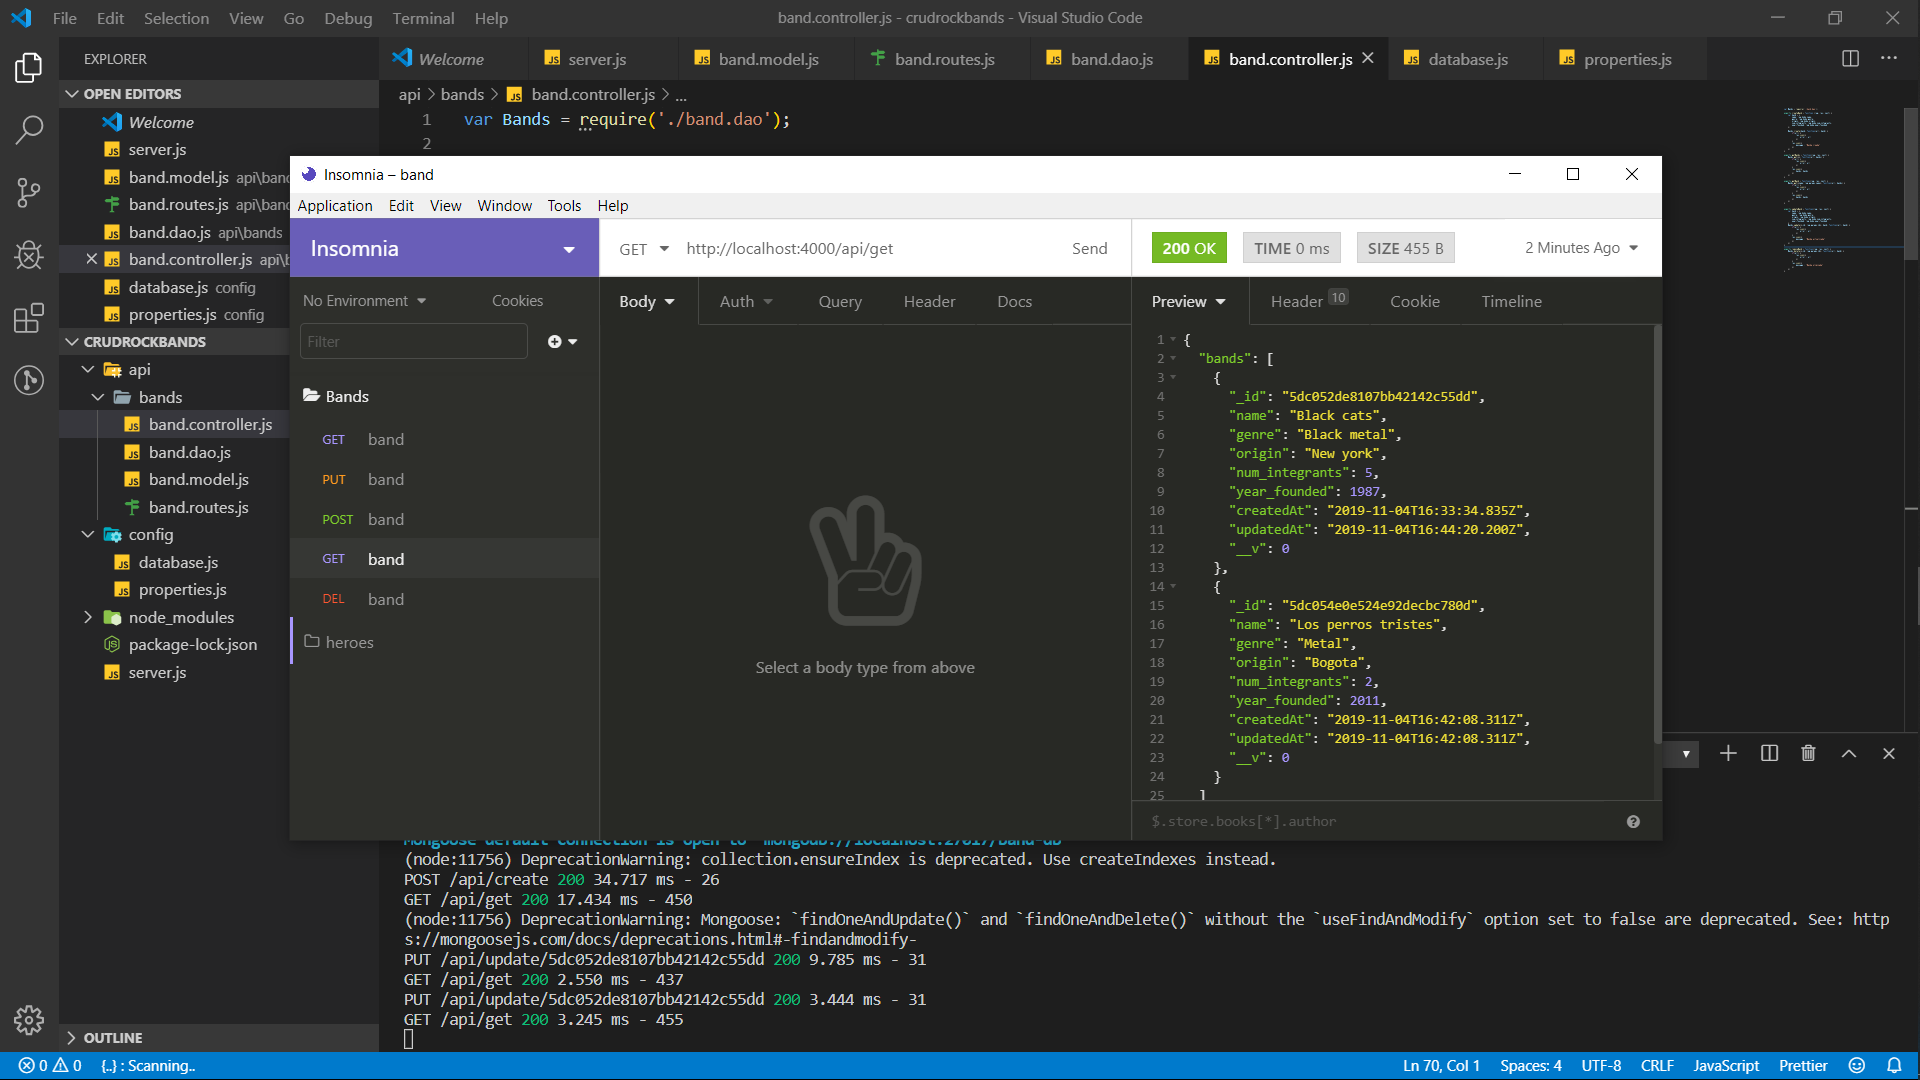 File Edit Selection View Go Debug Terminal Help
band.controller.js - crudrockbands - Visual Studio Code
EXPLORER
Welcome
server.js
band.model.js
band.routes.js
band.dao.js
band.controller.js
database.js
properties.js
OPEN EDITORS
Welcome
server.js
band.model.js api\band
band.routes.js api\band
band.dao.js api\bands
band.controller.js api\b
database.js config
properties.js config
CRUDROCKBANDS
api
bands
band.controller.js
band.dao.js
band.model.js
band.routes.js
config
database.js
properties.js
node_modules
package-lock.json
server.js
OUTLINE
api > bands > band.controller.js > ...
1 var Bands = require('./band.dao');
2
Insomnia – band
Application Edit View Window Tools Help
Insomnia
GET http://localhost:4000/api/get Send
200 OK TIME 0 ms SIZE 455 B 2 Minutes Ago
No Environment Cookies
Filter
Bands
GET band
PUT band
POST band
GET band
DEL band
heroes
Body Auth Query Header Docs
Select a body type from above
Preview Header 10 Cookie Timeline
1 {
2 "bands": [
3 {
4 "_id": "5dc052de8107bb42142c55dd",
5 "name": "Black cats",
6 "genre": "Black metal",
7 "origin": "New york",
8 "num_integrants": 5,
9 "year_founded": 1987,
10 "createdAt": "2019-11-04T16:33:34.835Z",
11 "updatedAt": "2019-11-04T16:44:20.200Z",
12 "__v": 0
13 },
14 {
15 "_id": "5dc054e0e524e92decbc780d",
16 "name": "Los perros tristes",
17 "genre": "Metal",
18 "origin": "Bogota",
19 "num_integrants": 2,
20 "year_founded": 2011,
21 "createdAt": "2019-11-04T16:42:08.311Z",
22 "updatedAt": "2019-11-04T16:42:08.311Z",
23 "__v": 0
24 }
25 ]
$.store.books[*].author
Mongoose default connection is open to mongodb://localhost:27017/band-db
(node:11756) DeprecationWarning: collection.ensureIndex is deprecated. Use createIndexes instead.
POST /api/create 200 34.717 ms - 26
GET /api/get 200 17.434 ms - 450
(node:11756) DeprecationWarning: Mongoose: `findOneAndUpdate()` and `findOneAndDelete()` without the `useFindAndModify` option set to false are deprecated. See: http
s://mongoosejs.com/docs/deprecations.html#-findandmodify-
PUT /api/update/5dc052de8107bb42142c55dd 200 9.785 ms - 31
GET /api/get 200 2.550 ms - 437
PUT /api/update/5dc052de8107bb42142c55dd 200 3.444 ms - 31
GET /api/get 200 3.245 ms - 455
0 0 {..} : Scanning..
Ln 70, Col 1 Spaces: 4 UTF-8 CRLF JavaScript Prettier